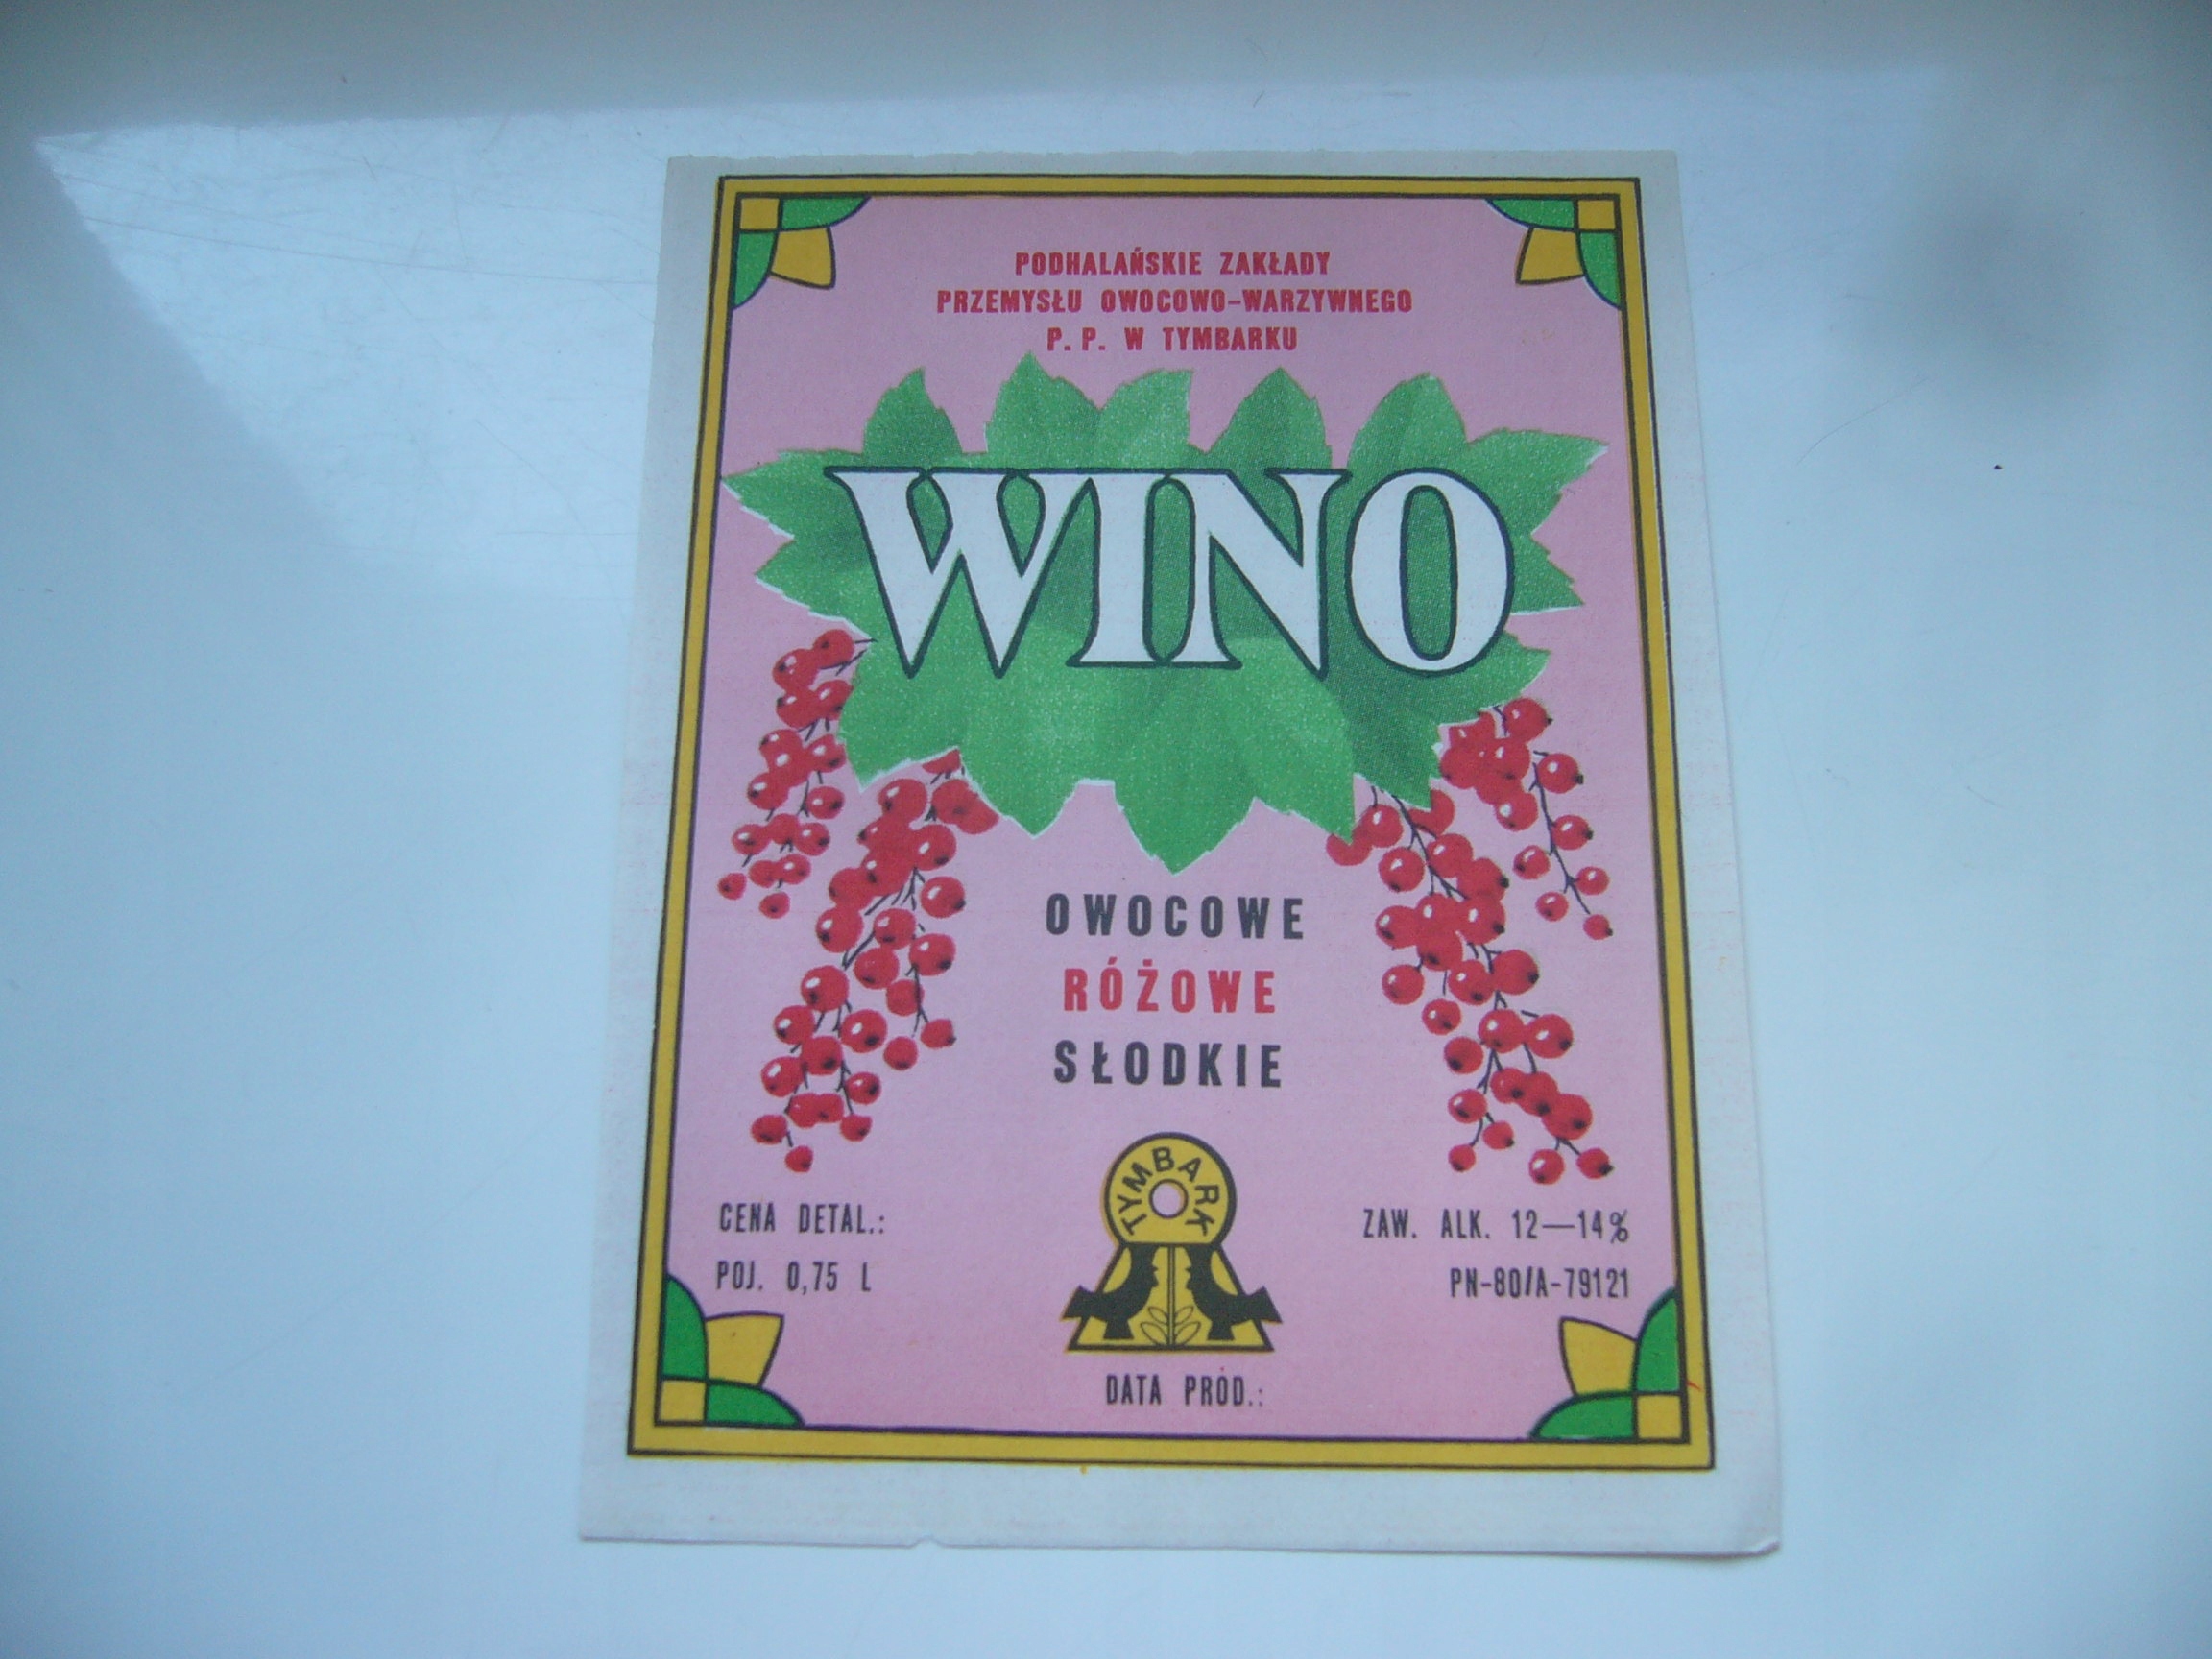 PODHALAŃSKIE ZAKŁADY
PRZEMYSŁU OWOCOWO-WARZYWNEGO
P. P. W TYMBARKU
WINO
OWOCOWE
RÓŻOWE
SŁODKIE
TYMBARK
CENA DETAL.:
POJ. 0,75 L
ZAW. ALK. 12—14%
PN-80/A-79121
DATA PROD.: